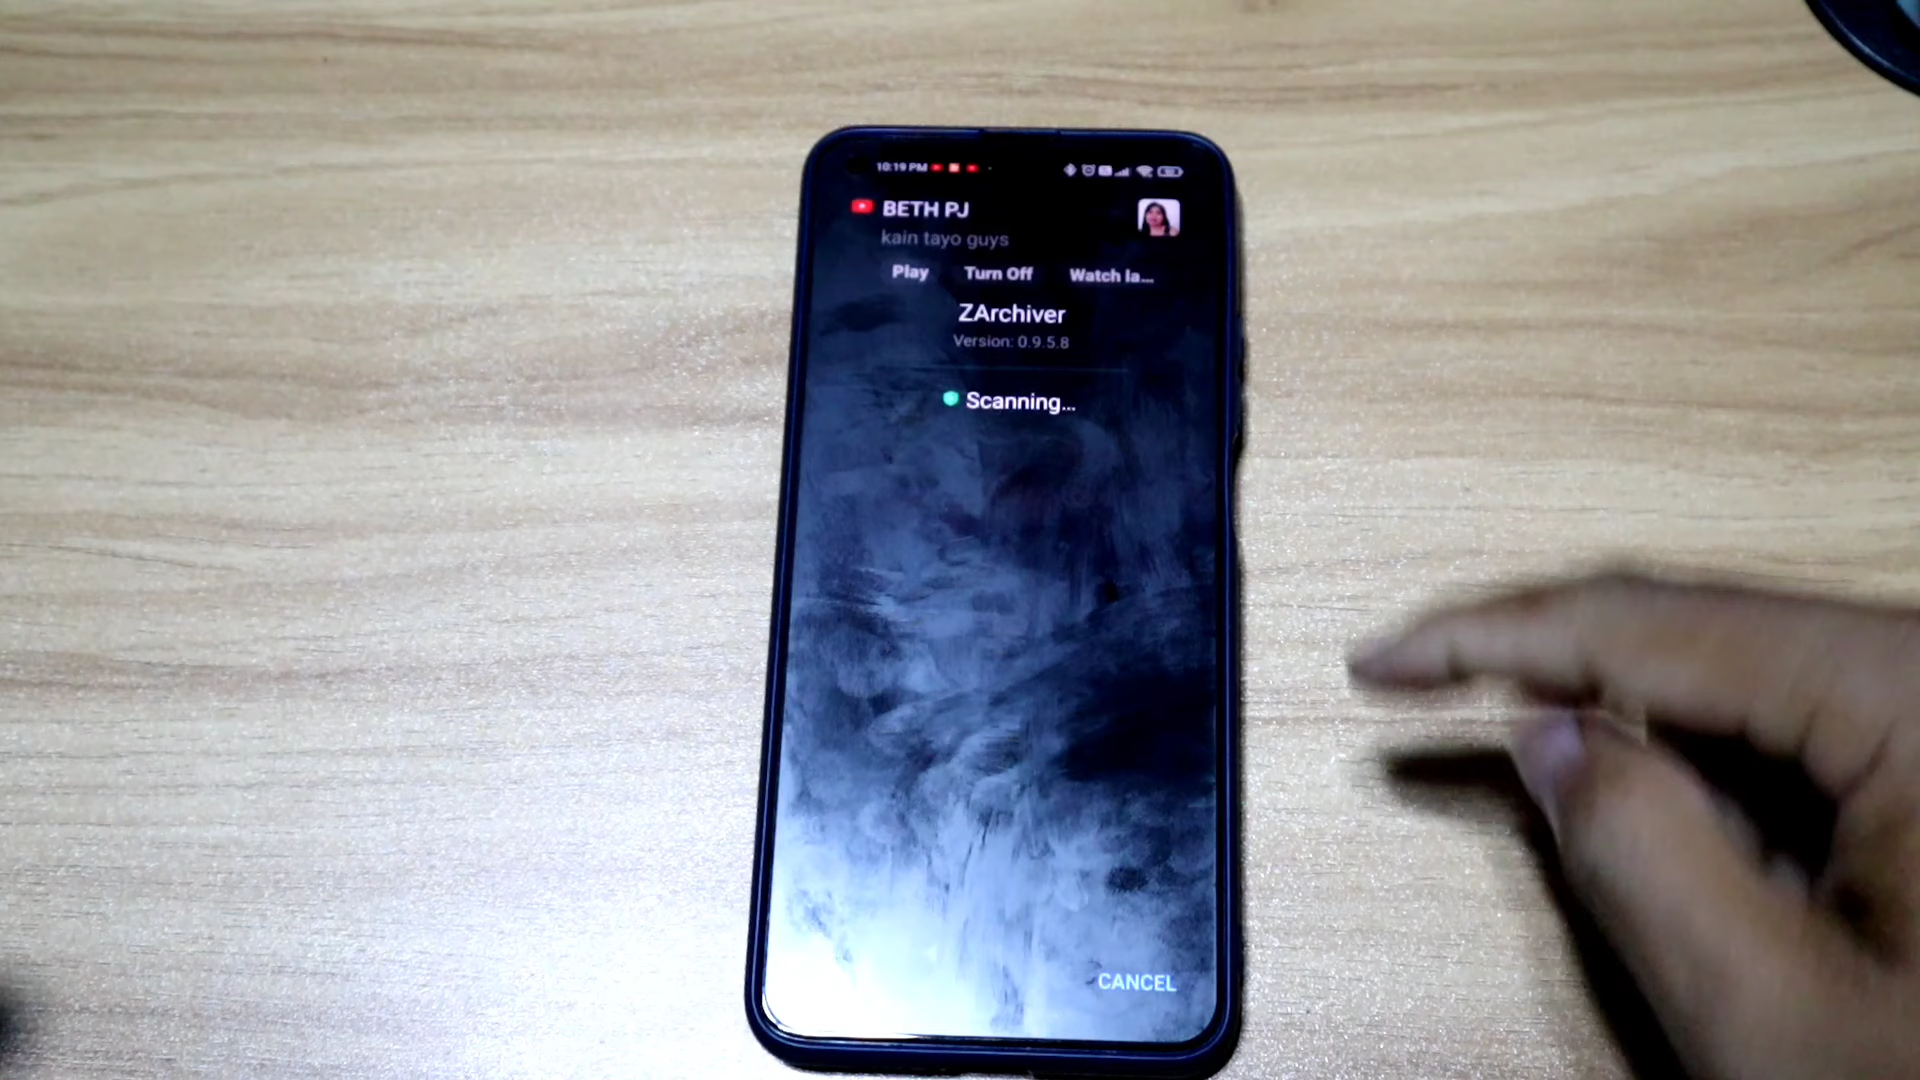 10:19 PM
BETH PJ
kain tayo guys
Play Turn Off Watch la...
ZArchiver
Version: 0.9.5.8
Scanning...
CANCEL